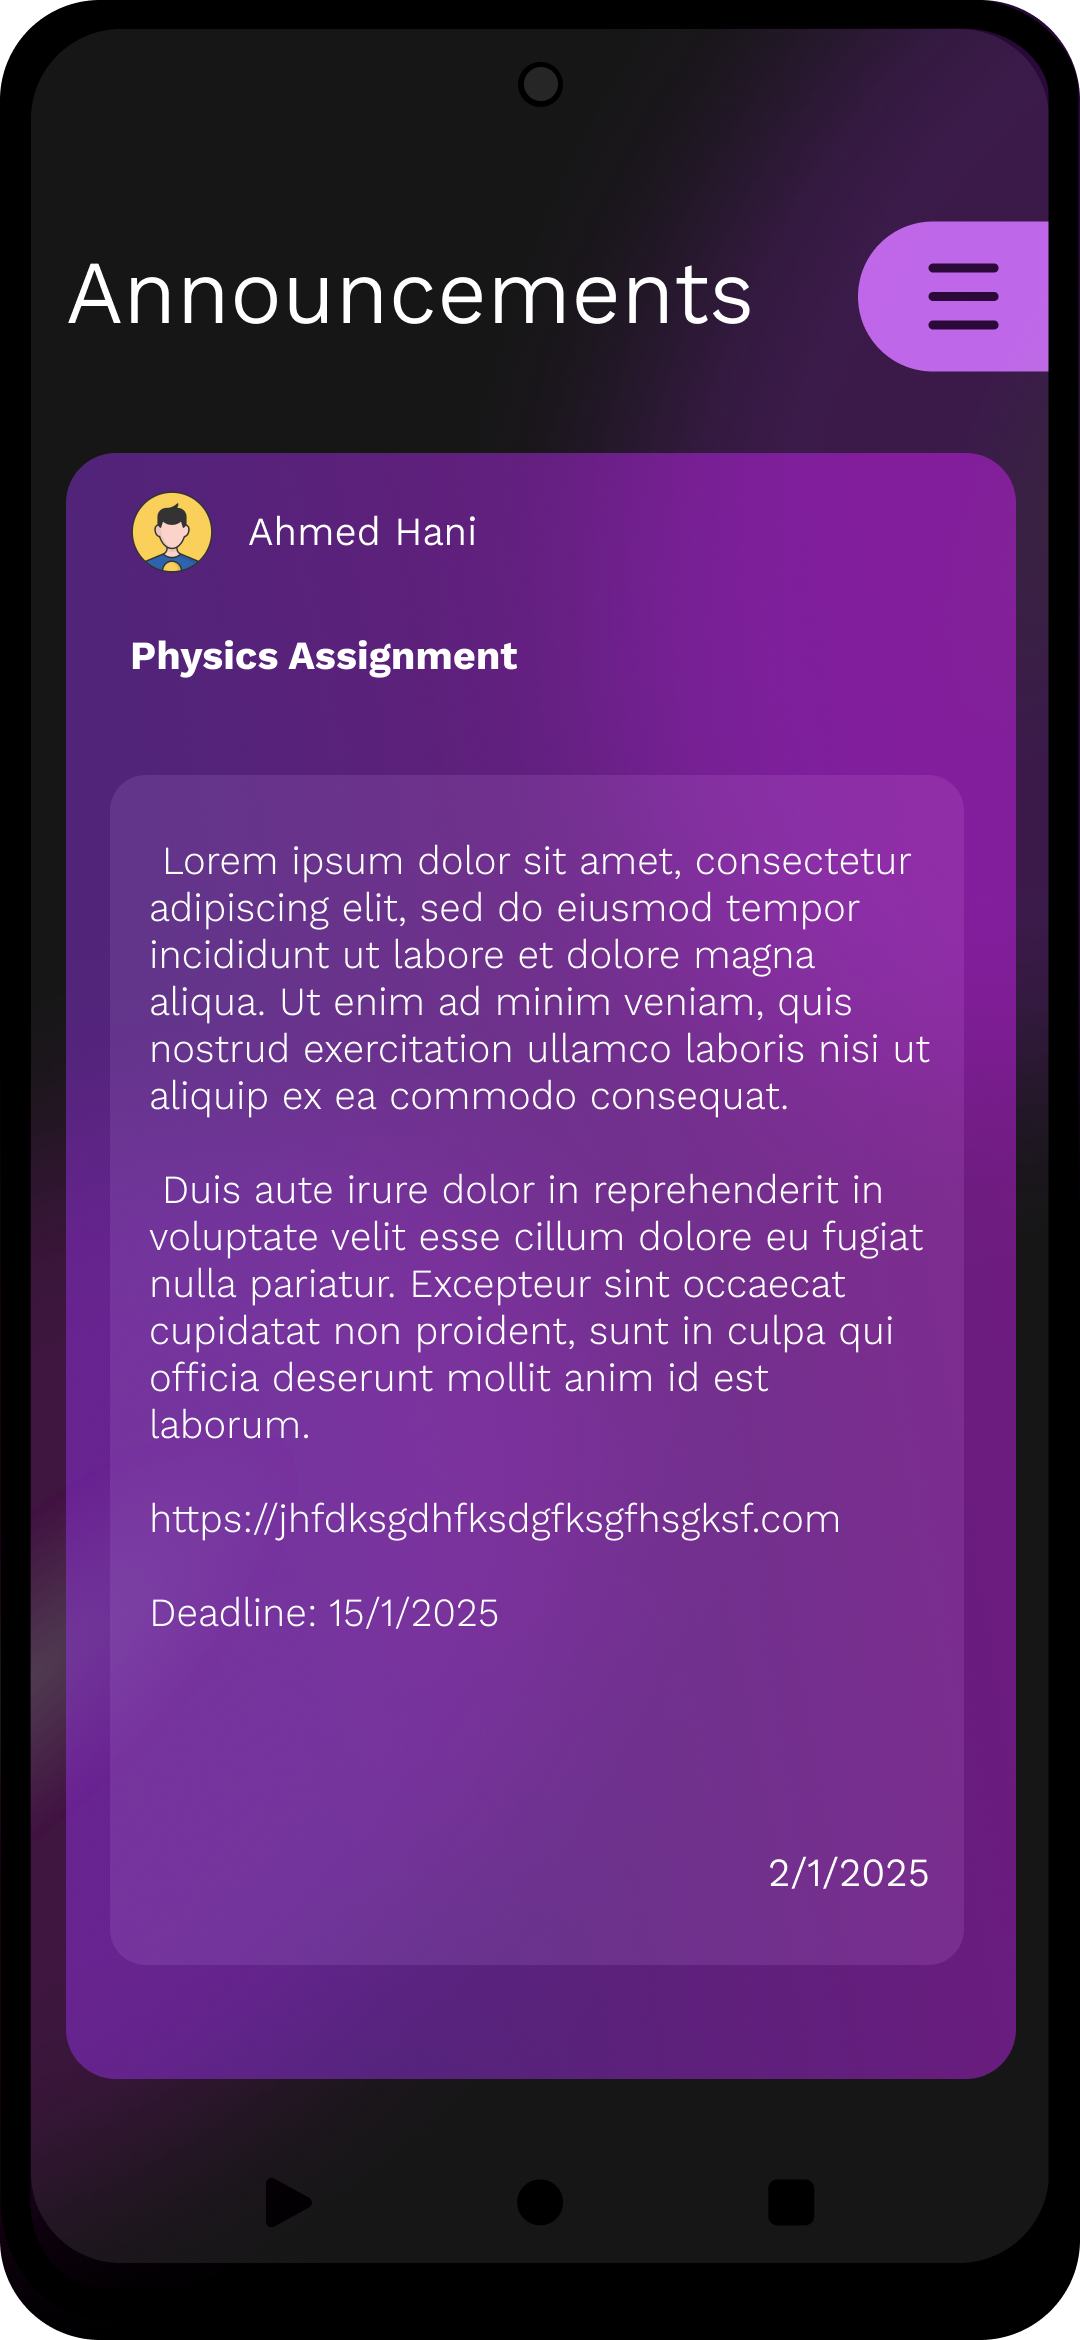 Announcements
Ahmed Hani
Physics Assignment
Lorem ipsum dolor sit amet, consectetur
adipiscing elit, sed do eiusmod tempor
incididunt ut labore et dolore magna
aliqua. Ut enim ad minim veniam, quis
nostrud exercitation ullamco laboris nisi ut
aliquip ex ea commodo consequat.
Duis aute irure dolor in reprehenderit in
voluptate velit esse cillum dolore eu fugiat
nulla pariatur. Excepteur sint occaecat
cupidatat non proident, sunt in culpa qui
officia deserunt mollit anim id est
laborum.
https://jhfdksgdhfksdgfksgfhsgksf.com
Deadline: 15/1/2025
2/1/2025